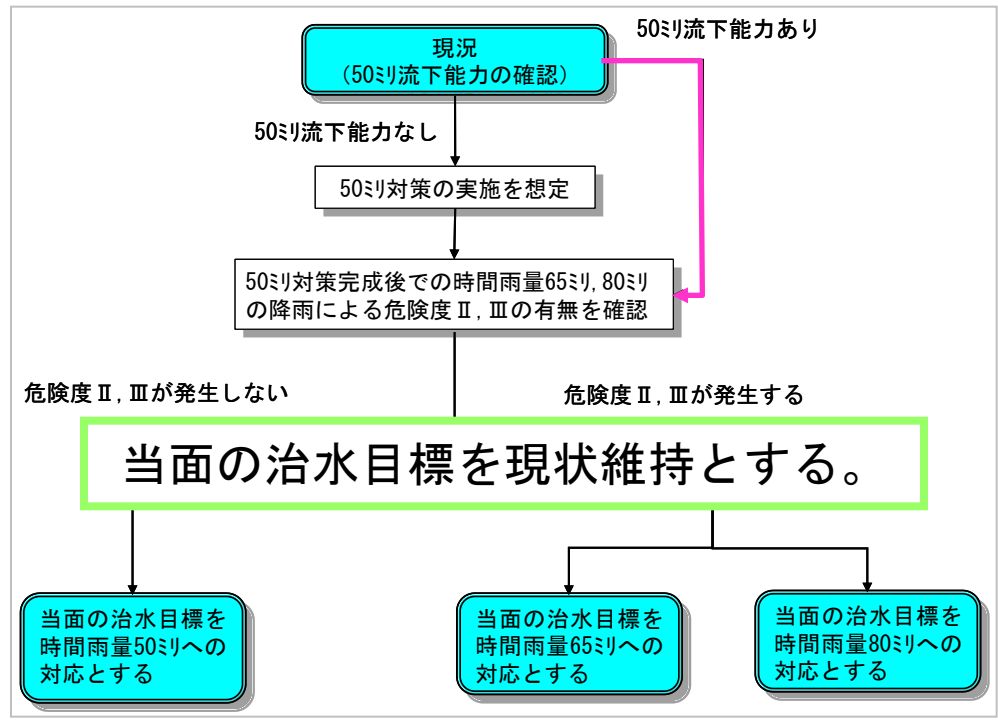 50ﾐﾘ流下能力あり
現況
(50ﾐﾘ流下能力の確認)
50ﾐﾘ流下能力なし
50ﾐﾘ対策の実施を想定
50ﾐﾘ対策完成後での時間雨量65ﾐﾘ,80ﾐﾘ
の降雨による危険度Ⅱ,Ⅲの有無を確認
危険度Ⅱ,Ⅲが発生しない
危険度Ⅱ,Ⅲが発生する
当面の治水目標を現状維持とする。
当面の治水目標を
時間雨量50ﾐﾘへの
対応とする
当面の治水目標を
時間雨量65ﾐﾘへの
対応とする
当面の治水目標を
時間雨量80ﾐﾘへの
対応とする